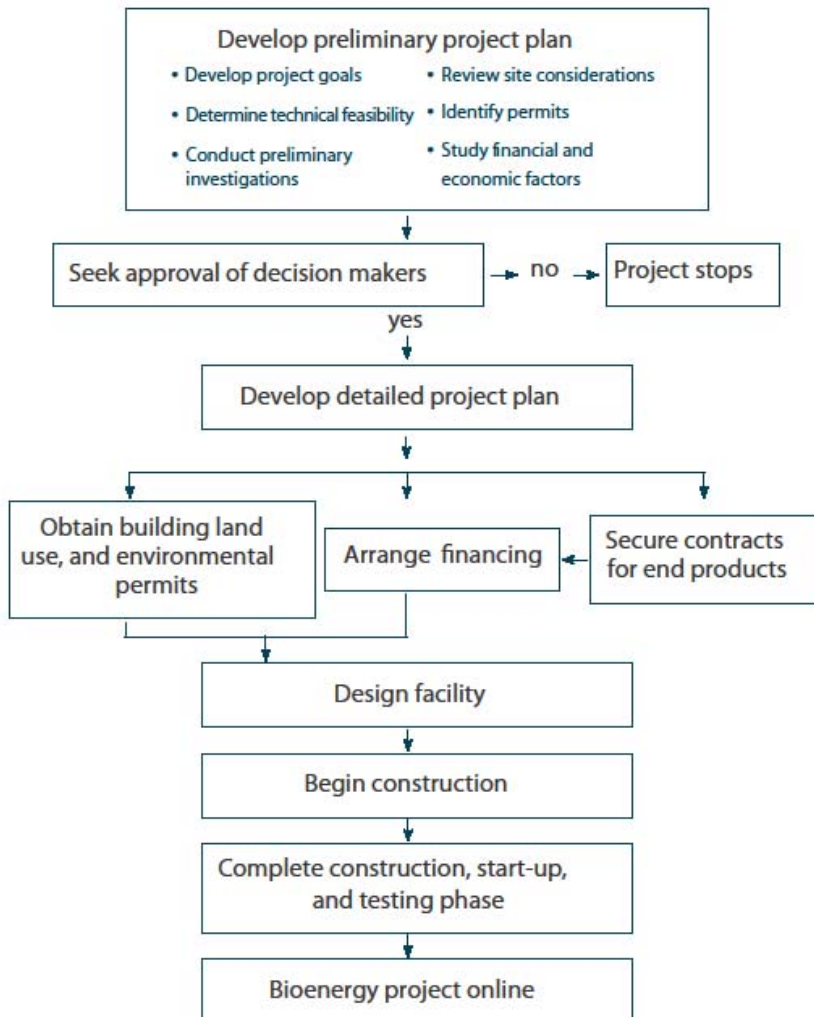 Develop preliminary project plan
• Develop project goals
• Determine technical feasibility
• Conduct preliminary
investigations
• Review site considerations
• Identify permits
• Study financial and
economic factors
Seek approval of decision makers
no
Project stops
yes
Develop detailed project plan
Obtain building land
use, and environmental
permits
Arrange financing
Secure contracts
for end products
Design facility
Begin construction
Complete construction, start-up,
and testing phase
Bioenergy project online